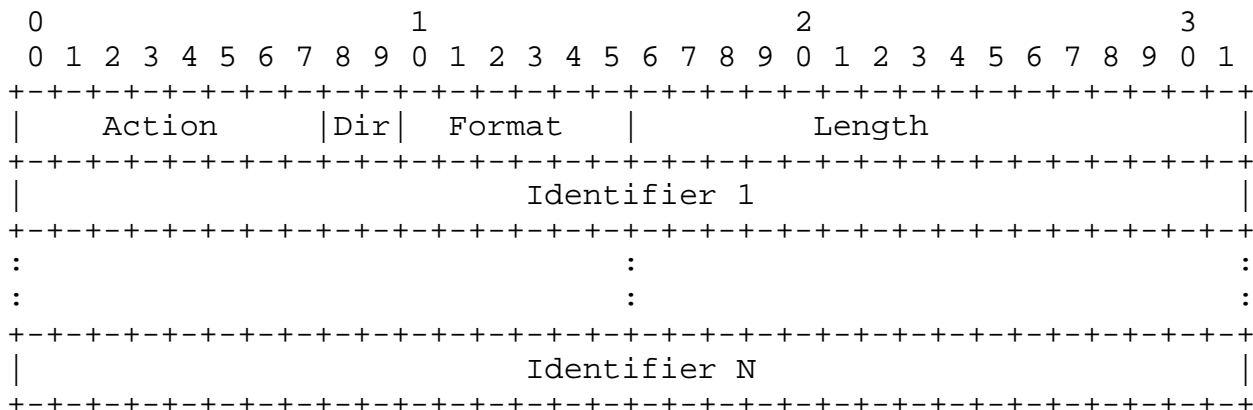 0                   1                   2                   3
 0 1 2 3 4 5 6 7 8 9 0 1 2 3 4 5 6 7 8 9 0 1 2 3 4 5 6 7 8 9 0 1
+-+-+-+-+-+-+-+-+-+-+-+-+-+-+-+-+-+-+-+-+-+-+-+-+-+-+-+-+-+-+-+-+
|    Action     |Dir|  Format   |         Length                |
+-+-+-+-+-+-+-+-+-+-+-+-+-+-+-+-+-+-+-+-+-+-+-+-+-+-+-+-+-+-+-+-+
|                          Identifier 1                         |
+-+-+-+-+-+-+-+-+-+-+-+-+-+-+-+-+-+-+-+-+-+-+-+-+-+-+-+-+-+-+-+-+
:                               :                               :
:                               :                               :
+-+-+-+-+-+-+-+-+-+-+-+-+-+-+-+-+-+-+-+-+-+-+-+-+-+-+-+-+-+-+-+-+
|                          Identifier N                         |
+-+-+-+-+-+-+-+-+-+-+-+-+-+-+-+-+-+-+-+-+-+-+-+-+-+-+-+-+-+-+-+-+